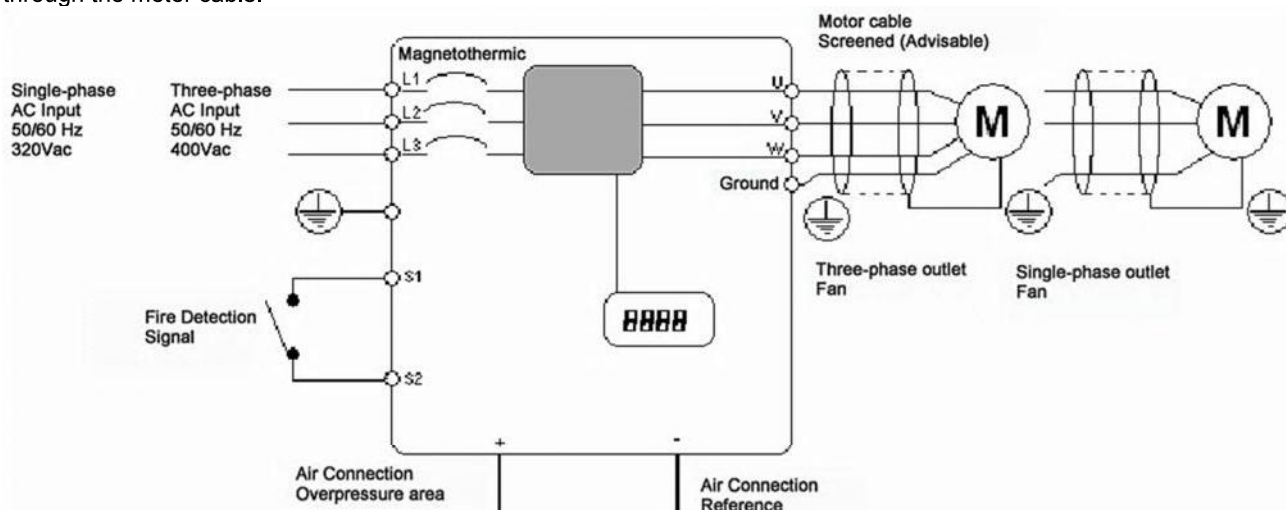 through the motor cable.
Motor cable
Screened (Advisable)
Magnetothermic
Single-phase
AC Input
50/60 Hz
320Vac
Three-phase
AC Input
50/60 Hz
400Vac
L1
L2
L3
U
V
W
Ground
M
M
S1
S2
Fire Detection
Signal
8888
Three-phase outlet
Fan
Single-phase outlet
Fan
+
-
Air Connection
Overpressure area
Air Connection
Reference